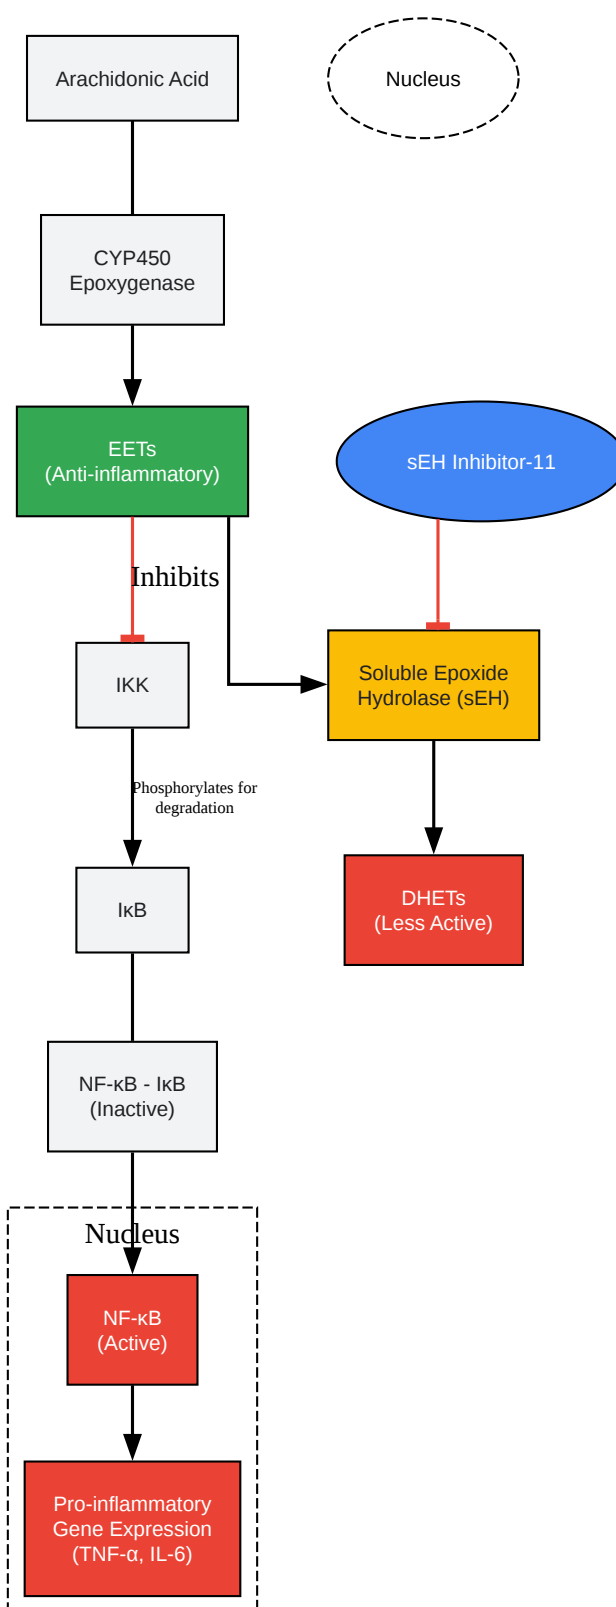 Arachidonic Acid
Nucleus
CYP450
Epoxygenase
EETs
(Anti-inflammatory)
sEH Inhibitor-11
Inhibits
IKK
Soluble Epoxide
Hydrolase (sEH)
Phosphorylates for
degradation
IκB
DHETs
(Less Active)
NF-κB - IκB
(Inactive)
Nucleus
NF-κB
(Active)
Pro-inflammatory
Gene Expression
(TNF-α, IL-6)